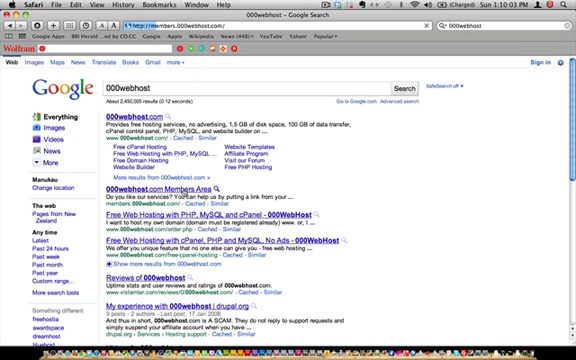 Safari File Edit View History Bookmarks Window Help (Charged) Sun 1:10:03 PM
Google Search
http://members.000webhost.com/
000webhost
Google Apple Wikipedia News (448) Popular
Wolfram
Web Images Videos Maps News Translate Books Gmail more
Sign in
Google
000webhost
Search
SafeSearch off
About 2,450,000 results (0.12 seconds)
Go to Google.com Advanced search
Everything
Images
Videos
News
More
Manukau
Change location
The web
Pages from New Zealand
Any time
Latest
Past 24 hours
Past week
Past month
Past year
Custom range...
More search tools
Something different
freehostia
awardspace
dreamhost
justhost
ixwebhost
000webhost.com
Provides free hosting services, no advertising, 1,5 GB of disk space, 100 GB of data transfer,
cPanel control panel, PHP, MySQL, and website builder on ...
www.000webhost.com/ - Cached - Similar
Free cPanel Hosting
Free Web Hosting with PHP, MySQL ...
Free Domain Hosting
Website Builder
Website Templates
Affiliate Program
Visit our Forum
Free PHP Hosting
More results from 000webhost.com »
000webhost.com Members Area
Do you like our services? You can help us by putting a link from your ...
members.000webhost.com/ - Cached - Similar
Free Web Hosting with PHP, MySQL and cPanel - 000WebHost
I want to host my own domain (domain must be registered already) www. or, I ...
www.000webhost.com/order.php - Cached - Similar
Free Web Hosting with cPanel, PHP and MySQL, No Ads - 000WebHost
We offer you unique feature that no one else can give you - free web hosting ...
www.000webhost.com/free-cpanel-hosting - Cached - Similar
Show more results from 000webhost.com
Reviews of 000webhost
Uptime stats and user reviews and ratings of 000webhost.com.
www.vistainter.com/reviews/0/000webhost.com/ - Cached - Similar
My experience with 000webhost | drupal.org
3 posts - 2 authors - Last post: 17 Jan 2008
And thus in short, 000webhost.com is A SCAM. They do not reply to support requests and
simply suspend your affiliate account when you have ...
drupal.org › Services › Hosting support - Cached - Similar